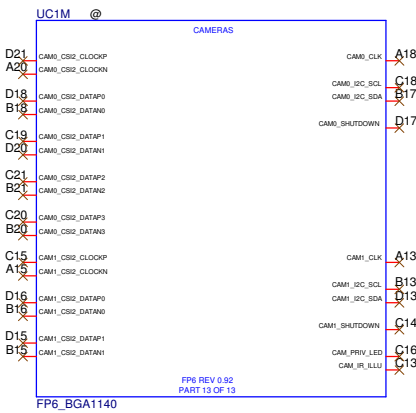 UC1M @
CAMERAS
D21 CAM0_CSI2_CLOCKP CAM0_CLK A18
A20 CAM0_CSI2_CLOCKN
CAM0_I2C_SCL C18
D18 CAM0_CSI2_DATAP0 CAM0_I2C_SDA B17
B18 CAM0_CSI2_DATAN0
CAM0_SHUTDOWN D17
C19 CAM0_CSI2_DATAP1
D20 CAM0_CSI2_DATAN1
C21 CAM0_CSI2_DATAP2
B21 CAM0_CSI2_DATAN2
C20 CAM0_CSI2_DATAP3
B20 CAM0_CSI2_DATAN3
C15 CAM1_CSI2_CLOCKP CAM1_CLK A13
A15 CAM1_CSI2_CLOCKN
CAM1_I2C_SCL B13
D16 CAM1_CSI2_DATAP0 CAM1_I2C_SDA D13
B16 CAM1_CSI2_DATAN0
CAM1_SHUTDOWN C14
D15 CAM1_CSI2_DATAP1
B15 CAM1_CSI2_DATAN1 CAM_PRIV_LED C16
CAM_IR_ILLU C13
FP6 REV 0.92
PART 13 OF 13
FP6_BGA1140